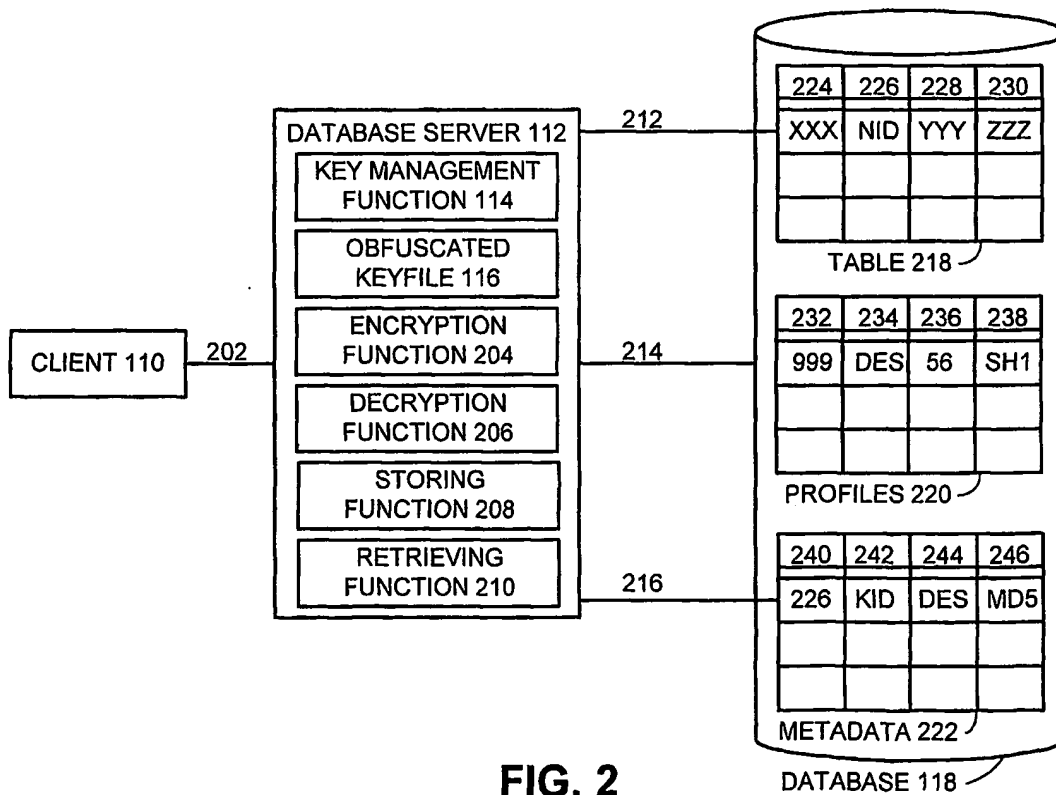 224 226 228 230
XXX NID YYY ZZZ
TABLE 218
232 234 236 238
999 DES 56 SH1
PROFILES 220
240 242 244 246
226 KID DES MD5
METADATA 222
DATABASE 118
212
214
216
DATABASE SERVER 112
KEY MANAGEMENT
FUNCTION 114
OBFUSCATED
KEYFILE 116
ENCRYPTION
FUNCTION 204
DECRYPTION
FUNCTION 206
STORING
FUNCTION 208
RETRIEVING
FUNCTION 210
CLIENT 110
202
FIG. 2